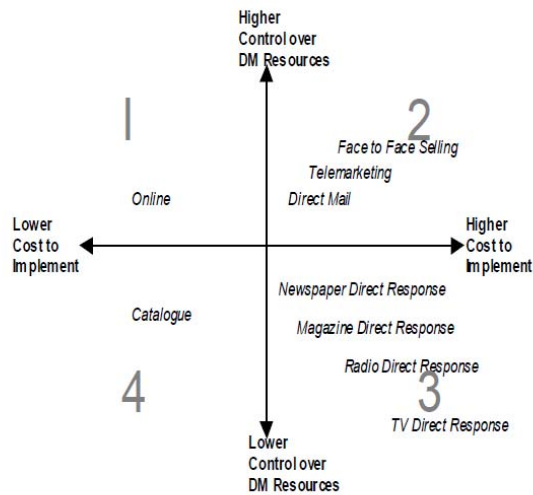 Higher
Control over
DM Resources
1
2
Face to Face Selling
Telemarketing
Online
Direct Mail
Lower
Cost to
Implement
Higher
Cost to
Implement
Newspaper Direct Response
Catalogue
Magazine Direct Response
Radio Direct Response
4
3
TV Direct Response
Lower
Control over
DM Resources